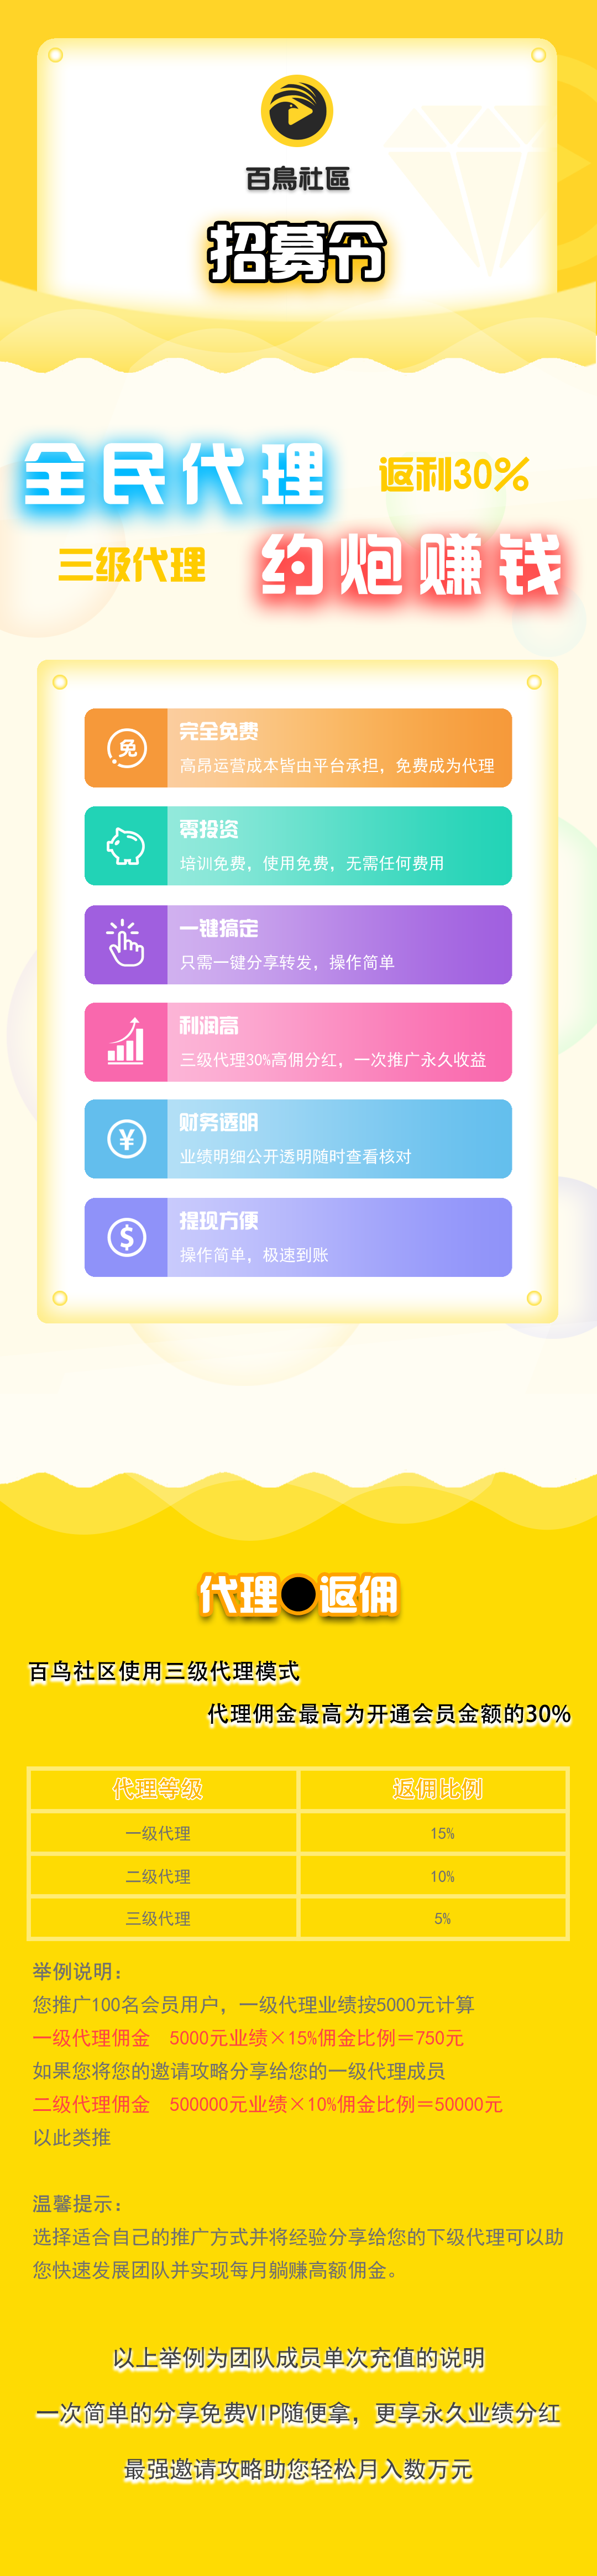 百鳥社區
招募令
全民代理 返利30%
三级代理 约炮赚钱
免
完全免费
高昂运营成本皆由平台承担，免费成为代理
零投资
培训免费，使用免费，无需任何费用
一键搞定
只需一键分享转发，操作简单
利润高
三级代理30%高佣分红，一次推广永久收益
¥
财务透明
业绩明细公开透明随时查看核对
$
提现方便
操作简单，极速到账
代理●返佣
百鸟社区使用三级代理模式
代理佣金最高为开通会员金额的30%
代理等级 返佣比例
一级代理 15%
二级代理 10%
三级代理 5%
举例说明：
您推广100名会员用户，一级代理业绩按5000元计算
一级代理佣金 5000元业绩×15%佣金比例＝750元
如果您将您的邀请攻略分享给您的一级代理成员
二级代理佣金 500000元业绩×10%佣金比例＝50000元
以此类推
温馨提示：
选择适合自己的推广方式并将经验分享给您的下级代理可以助
您快速发展团队并实现每月躺赚高额佣金。
以上举例为团队成员单次充值的说明
一次简单的分享免费VIP随便拿，更享永久业绩分红
最强邀请攻略助您轻松月入数万元